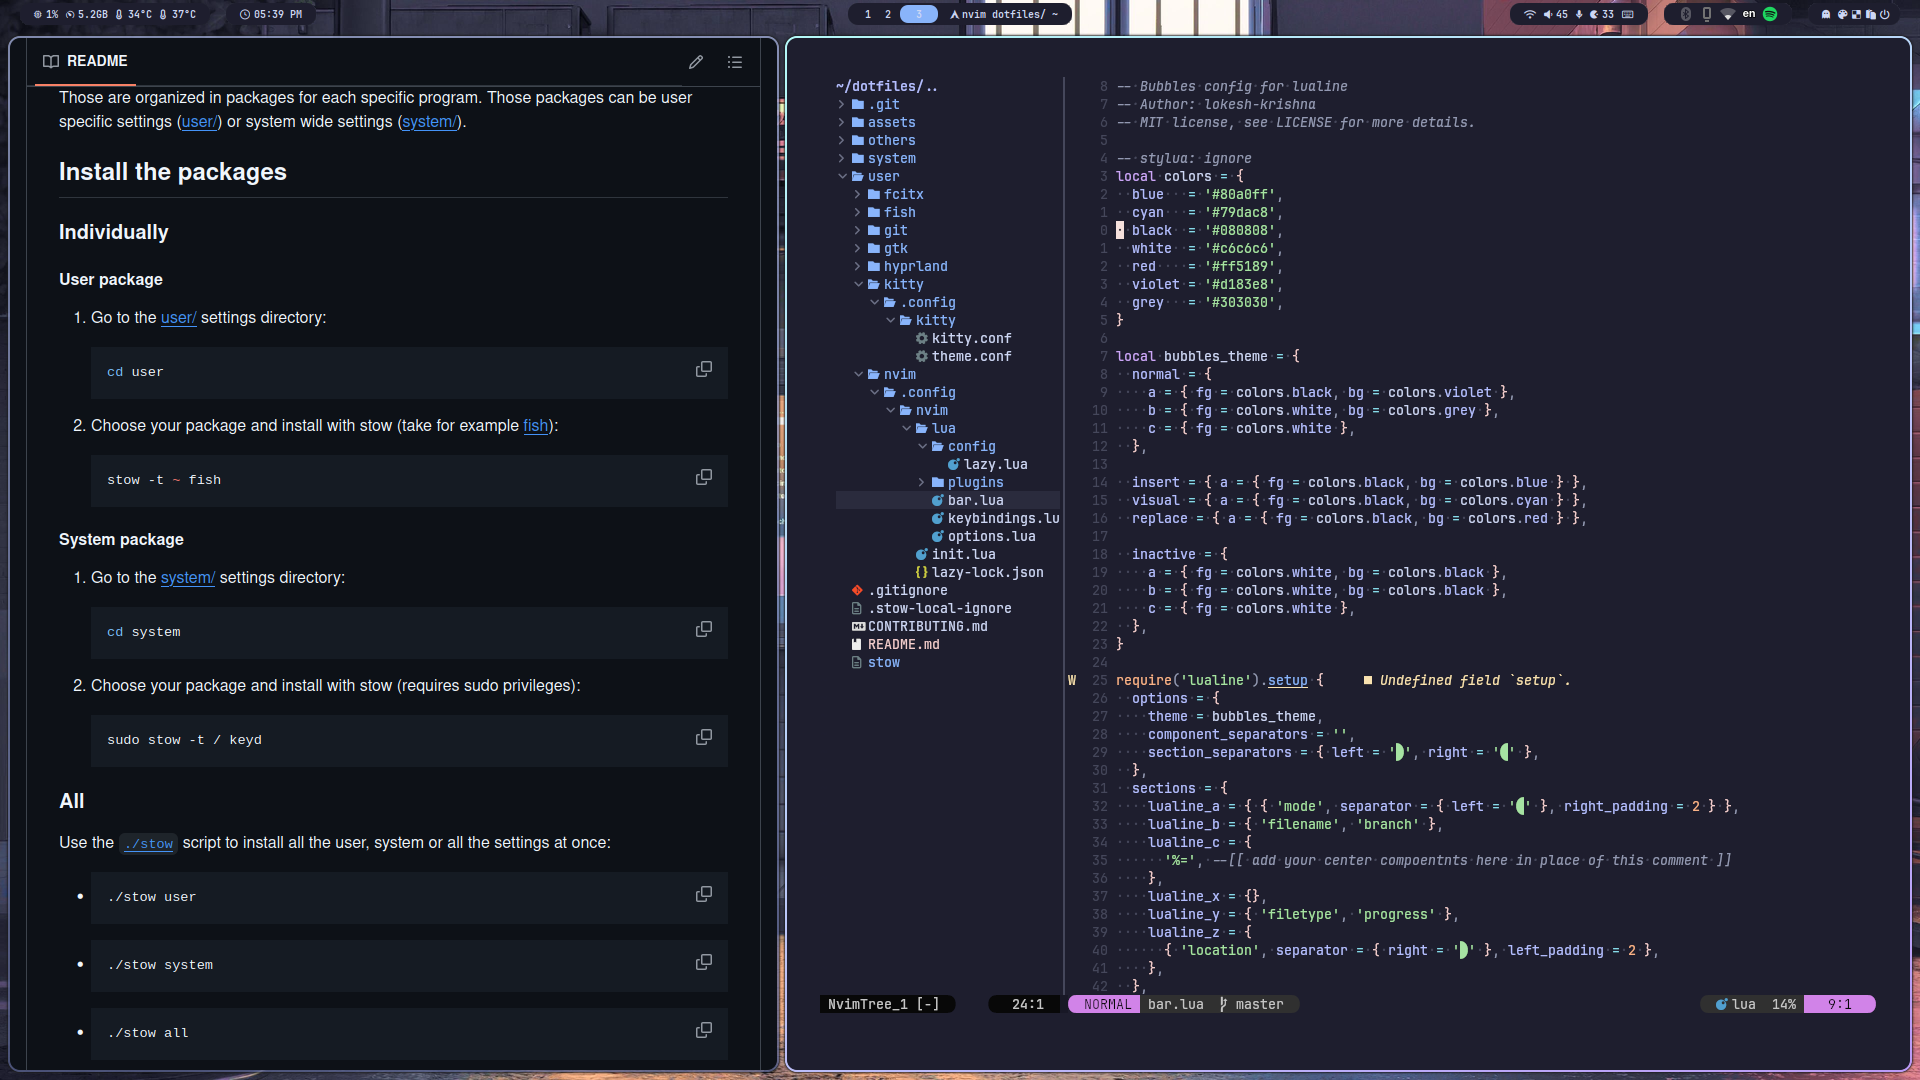 1% 5.2GB 34°C 37°C 05:39 PM
1 2 3 nvim dotfiles/ ~
45 33 en
README
Those are organized in packages for each specific program. Those packages can be user
specific settings (user/) or system wide settings (system/).
Install the packages
Individually
User package
1. Go to the user/ settings directory:
cd user
2. Choose your package and install with stow (take for example fish):
stow -t ~ fish
System package
1. Go to the system/ settings directory:
cd system
2. Choose your package and install with stow (requires sudo privileges):
sudo stow -t / keyd
All
Use the ./stow script to install all the user, system or all the settings at once:
./stow user
./stow system
./stow all
~/dotfiles/..
.git
assets
others
system
user
fcitx
fish
git
gtk
hyprland
kitty
.config
kitty
kitty.conf
theme.conf
nvim
.config
nvim
lua
config
lazy.lua
plugins
bar.lua
keybindings.lu
options.lua
init.lua
lazy-lock.json
.gitignore
.stow-local-ignore
CONTRIBUTING.md
README.md
stow
NvimTree_1 [-] 24:1
8 -- Bubbles config for lualine
7 -- Author: lokesh-krishna
6 -- MIT license, see LICENSE for more details.
5
4 -- stylua: ignore
3 local colors = {
2 blue = '#80a0ff',
1 cyan = '#79dac8',
0 black = '#080808',
1 white = '#c6c6c6',
2 red = '#ff5189',
3 violet = '#d183e8',
4 grey = '#303030',
5 }
6
7 local bubbles_theme = {
8 normal = {
9 a = { fg = colors.black, bg = colors.violet },
10 b = { fg = colors.white, bg = colors.grey },
11 c = { fg = colors.white },
12 },
13
14 insert = { a = { fg = colors.black, bg = colors.blue } },
15 visual = { a = { fg = colors.black, bg = colors.cyan } },
16 replace = { a = { fg = colors.black, bg = colors.red } },
17
18 inactive = {
19 a = { fg = colors.white, bg = colors.black },
20 b = { fg = colors.white, bg = colors.black },
21 c = { fg = colors.white },
22 },
23 }
24
W 25 require('lualine').setup { ■ Undefined field `setup`.
26 options = {
27 theme = bubbles_theme,
28 component_separators = '',
29 section_separators = { left = '', right = '' },
30 },
31 sections = {
32 lualine_a = { { 'mode', separator = { left = '' }, right_padding = 2 } },
33 lualine_b = { 'filename', 'branch' },
34 lualine_c = {
35 '%=', --[[ add your center compoentnts here in place of this comment ]]
36 },
37 lualine_x = {},
38 lualine_y = { 'filetype', 'progress' },
39 lualine_z = {
40 { 'location', separator = { right = '' }, left_padding = 2 },
41 },
42 },
NORMAL bar.lua master lua 14% 9:1